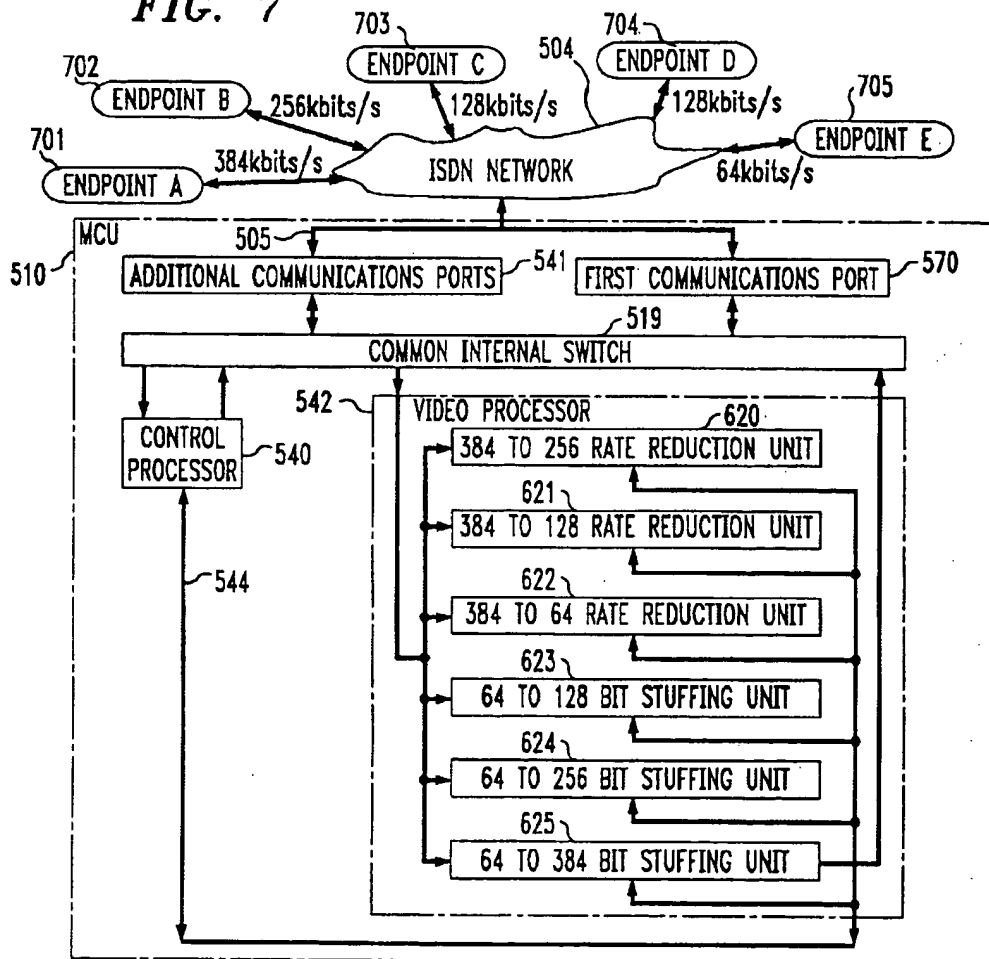 FIG. 7
703
ENDPOINT C
704
ENDPOINT D
504
702
ENDPOINT B
256kbits/s
128kbits/s
128kbits/s
705
ENDPOINT E
701
ENDPOINT A
384kbits/s
ISDN NETWORK
64kbits/s
MCU
510
505
ADDITIONAL COMMUNICATIONS PORTS
541
FIRST COMMUNICATIONS PORT
570
519
COMMON INTERNAL SWITCH
542
VIDEO PROCESSOR
CONTROL
PROCESSOR
540
620
384 TO 256 RATE REDUCTION UNIT
621
384 TO 128 RATE REDUCTION UNIT
544
622
384 TO 64 RATE REDUCTION UNIT
623
64 TO 128 BIT STUFFING UNIT
624
64 TO 256 BIT STUFFING UNIT
625
64 TO 384 BIT STUFFING UNIT